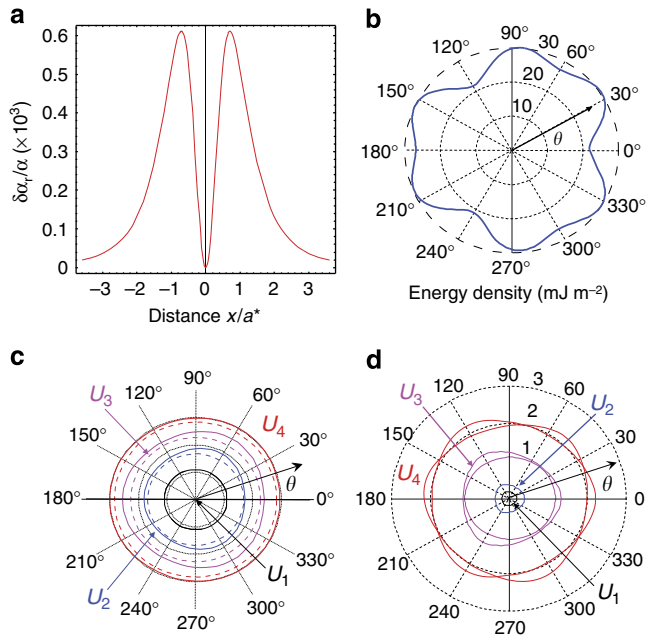 a
δαr/α (×10³)
0.6
0.5
0.4
0.3
0.2
0.1
0
−3 −2 −1 0 1 2 3
Distance x/a*
b
90° 30 60° 30° 0° 330° 300° 270° 240° 210° 180° 150° 120°
20
10
θ
Energy density (mJ m⁻²)
c
90° 60° 30° 0° 330° 300° 270° 240° 210° 180° 150° 120°
U₃
U₄
θ
U₂
U₁
d
90 60 30 0 330 300 270 240 210 180 150 120
3
2
1
U₂
U₃
U₄
θ
U₁